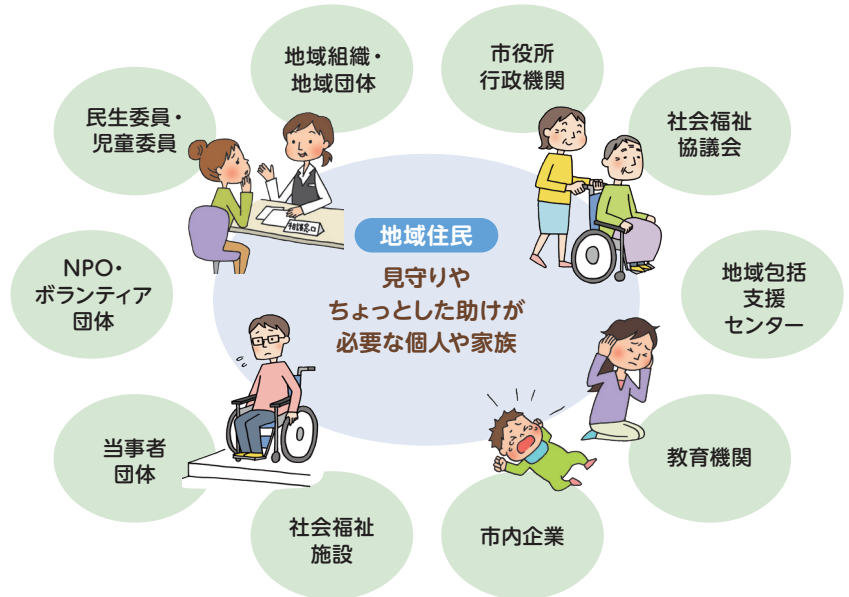 地域組織・
地域団体
市役所
行政機関
民生委員・
児童委員
社会福祉
協議会
相談窓口
地域住民
見守りや
ちょっとした助けが
必要な個人や家族
NPO・
ボランティア
団体
地域包括
支援
センター
当事者
団体
教育機関
社会福祉
施設
市内企業